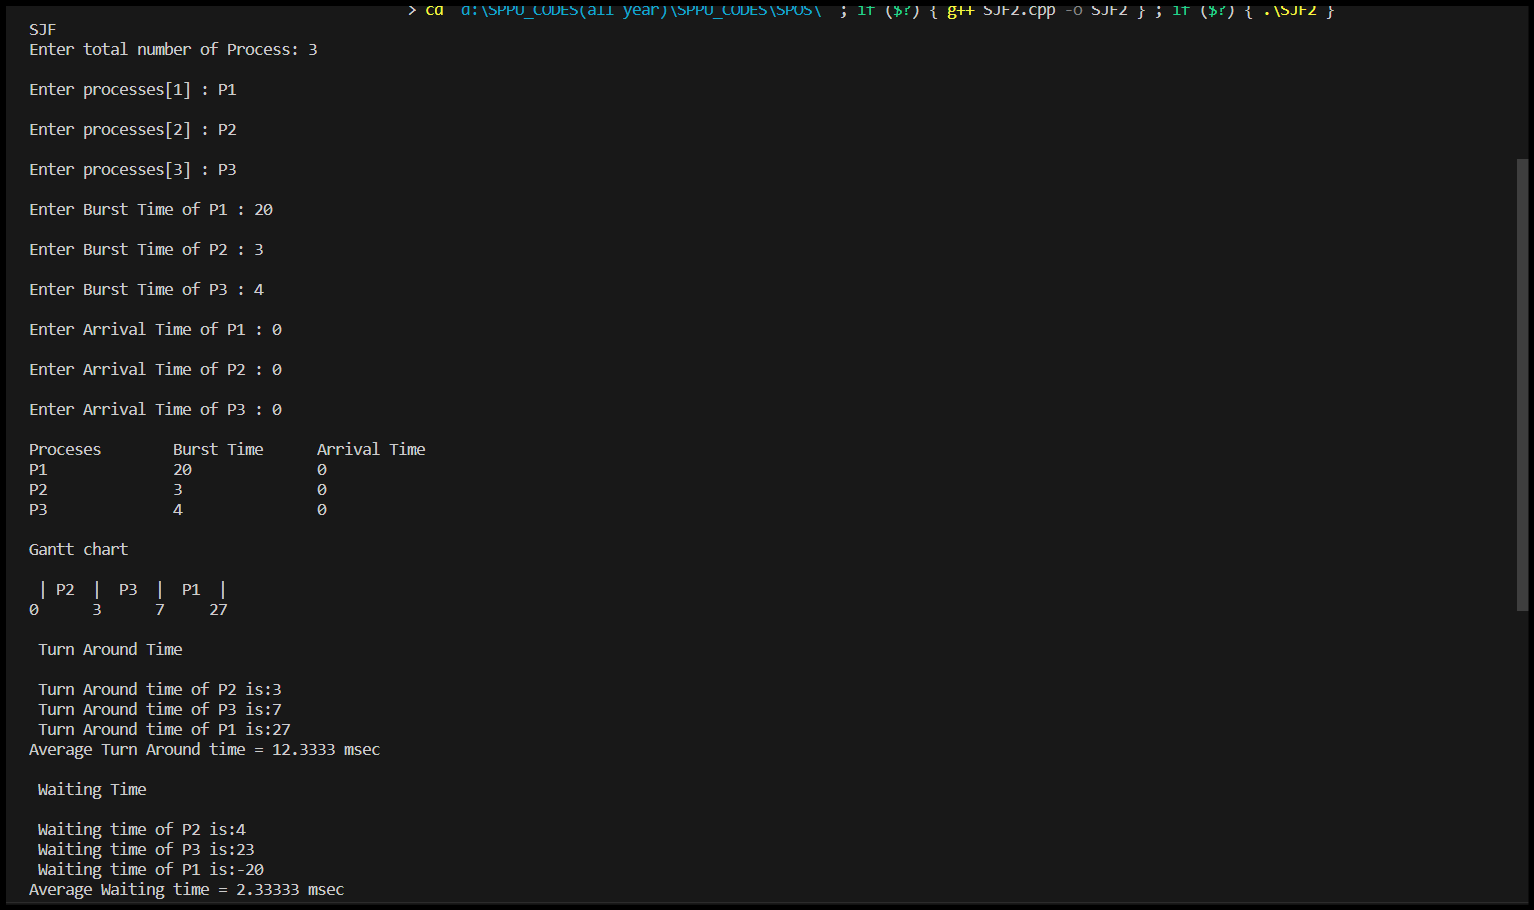 > cd "d:\SPPU_CODES(all year)\SPPU_CODES\SPOS\" ; if ($?) { g++ SJF2.cpp -o SJF2 } ; if ($?) { .\SJF2 }
SJF
Enter total number of Process: 3
Enter processes[1] : P1
Enter processes[2] : P2
Enter processes[3] : P3
Enter Burst Time of P1 : 20
Enter Burst Time of P2 : 3
Enter Burst Time of P3 : 4
Enter Arrival Time of P1 : 0
Enter Arrival Time of P2 : 0
Enter Arrival Time of P3 : 0
Proceses Burst Time Arrival Time
P1 20 0
P2 3 0
P3 4 0
Gantt chart
| P2 | P3 | P1 |
0 3 7 27
Turn Around Time
Turn Around time of P2 is:3
Turn Around time of P3 is:7
Turn Around time of P1 is:27
Average Turn Around time = 12.3333 msec
Waiting Time
Waiting time of P2 is:4
Waiting time of P3 is:23
Waiting time of P1 is:-20
Average Waiting time = 2.33333 msec